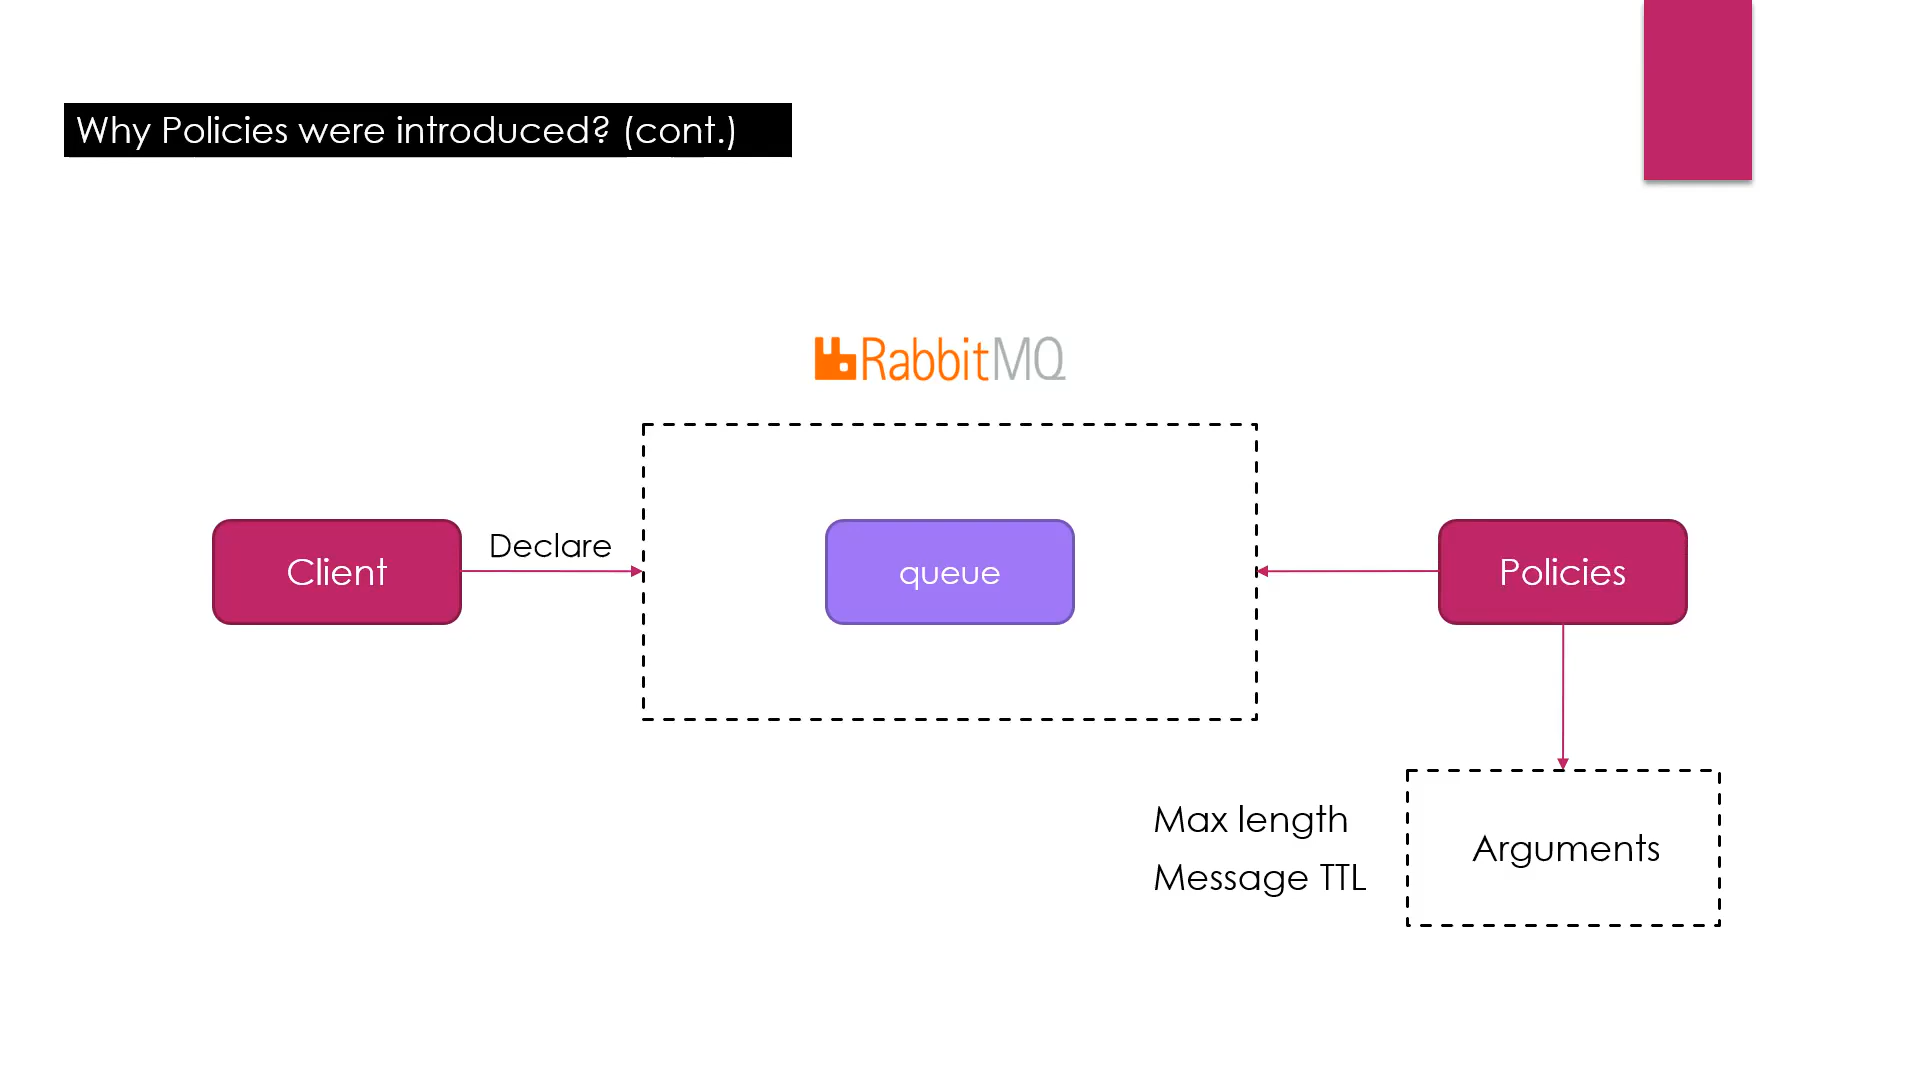 Why Policies were introduced? (cont.)
RabbitMQ
Declare
Client
queue
Policies
Max length
Message TTL
Arguments